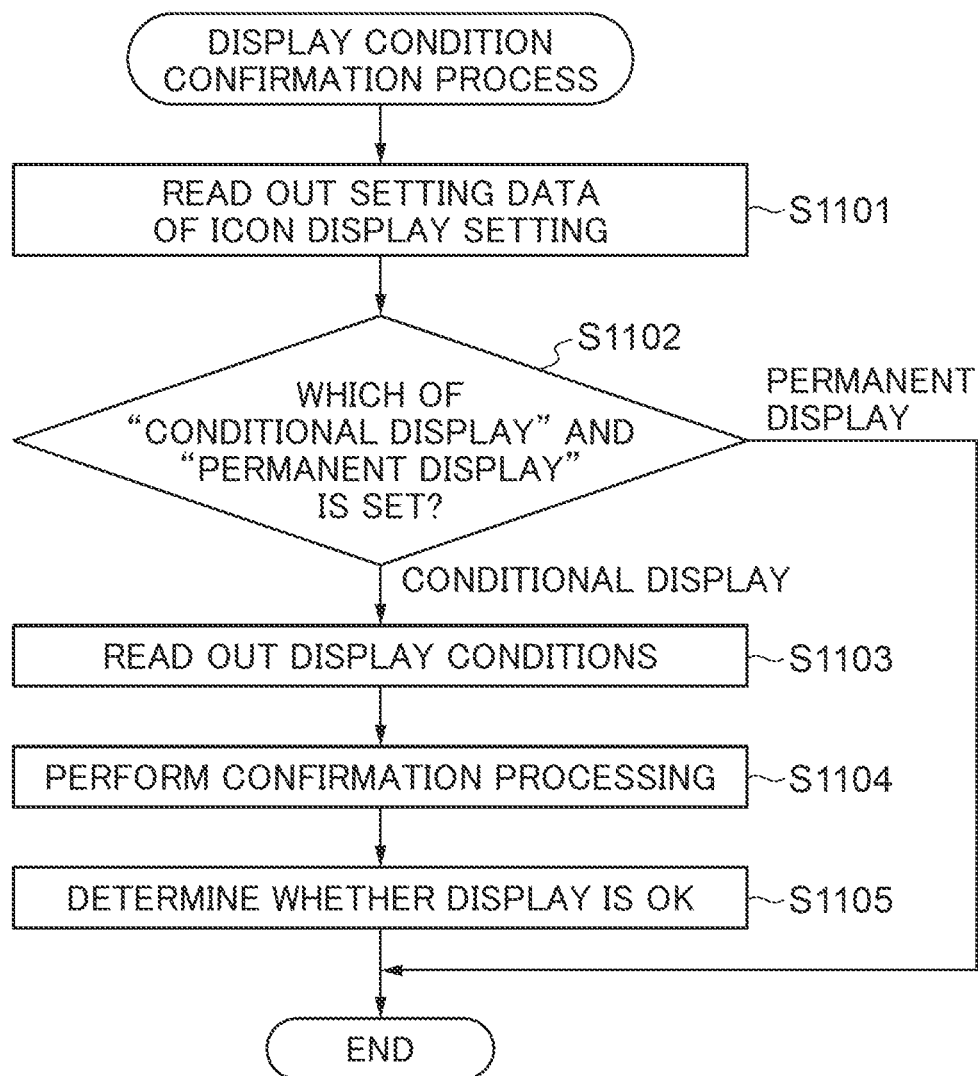 DISPLAY CONDITION
CONFIRMATION PROCESS
READ OUT SETTING DATA
OF ICON DISPLAY SETTING
S1101
S1102
WHICH OF
“CONDITIONAL DISPLAY” AND
“PERMANENT DISPLAY”
IS SET?
PERMANENT
DISPLAY
CONDITIONAL DISPLAY
READ OUT DISPLAY CONDITIONS
S1103
PERFORM CONFIRMATION PROCESSING
S1104
DETERMINE WHETHER DISPLAY IS OK
S1105
END